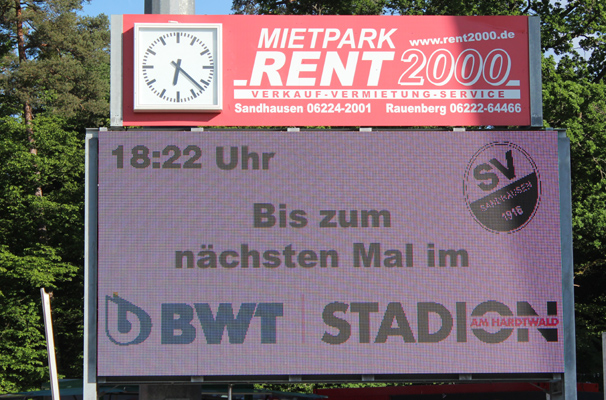 MIETPARK
www.rent2000.de
RENT 2000
VERKAUF-VERMIETUNG-SERVICE
Sandhausen 06224-2001 Rauenberg 06222-64466
18:22 Uhr
SV
SANDHAUSEN
1916
Bis zum
nächsten Mal im
BWT STADION
AM HARDTWALD